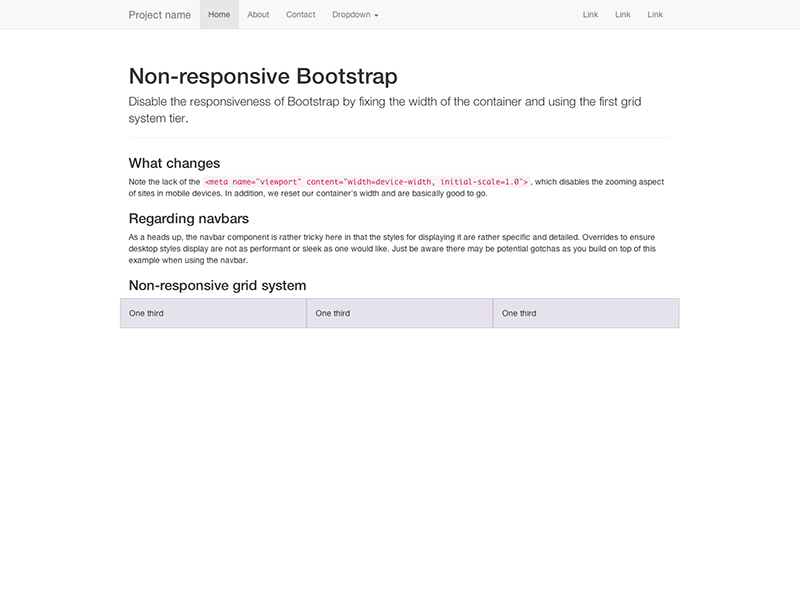 Project name Home About Contact Dropdown Link Link Link
Non-responsive Bootstrap
Disable the responsiveness of Bootstrap by fixing the width of the container and using the first grid
system tier.
What changes
Note the lack of the <meta name="viewport" content="width=device-width, initial-scale=1.0">, which disables the zooming aspect
of sites in mobile devices. In addition, we reset our container's width and are basically good to go.
Regarding navbars
As a heads up, the navbar component is rather tricky here in that the styles for displaying it are rather specific and detailed. Overrides to ensure
desktop styles display are not as performant or sleek as one would like. Just be aware there may be potential gotchas as you build on top of this
example when using the navbar.
Non-responsive grid system
One third One third One third